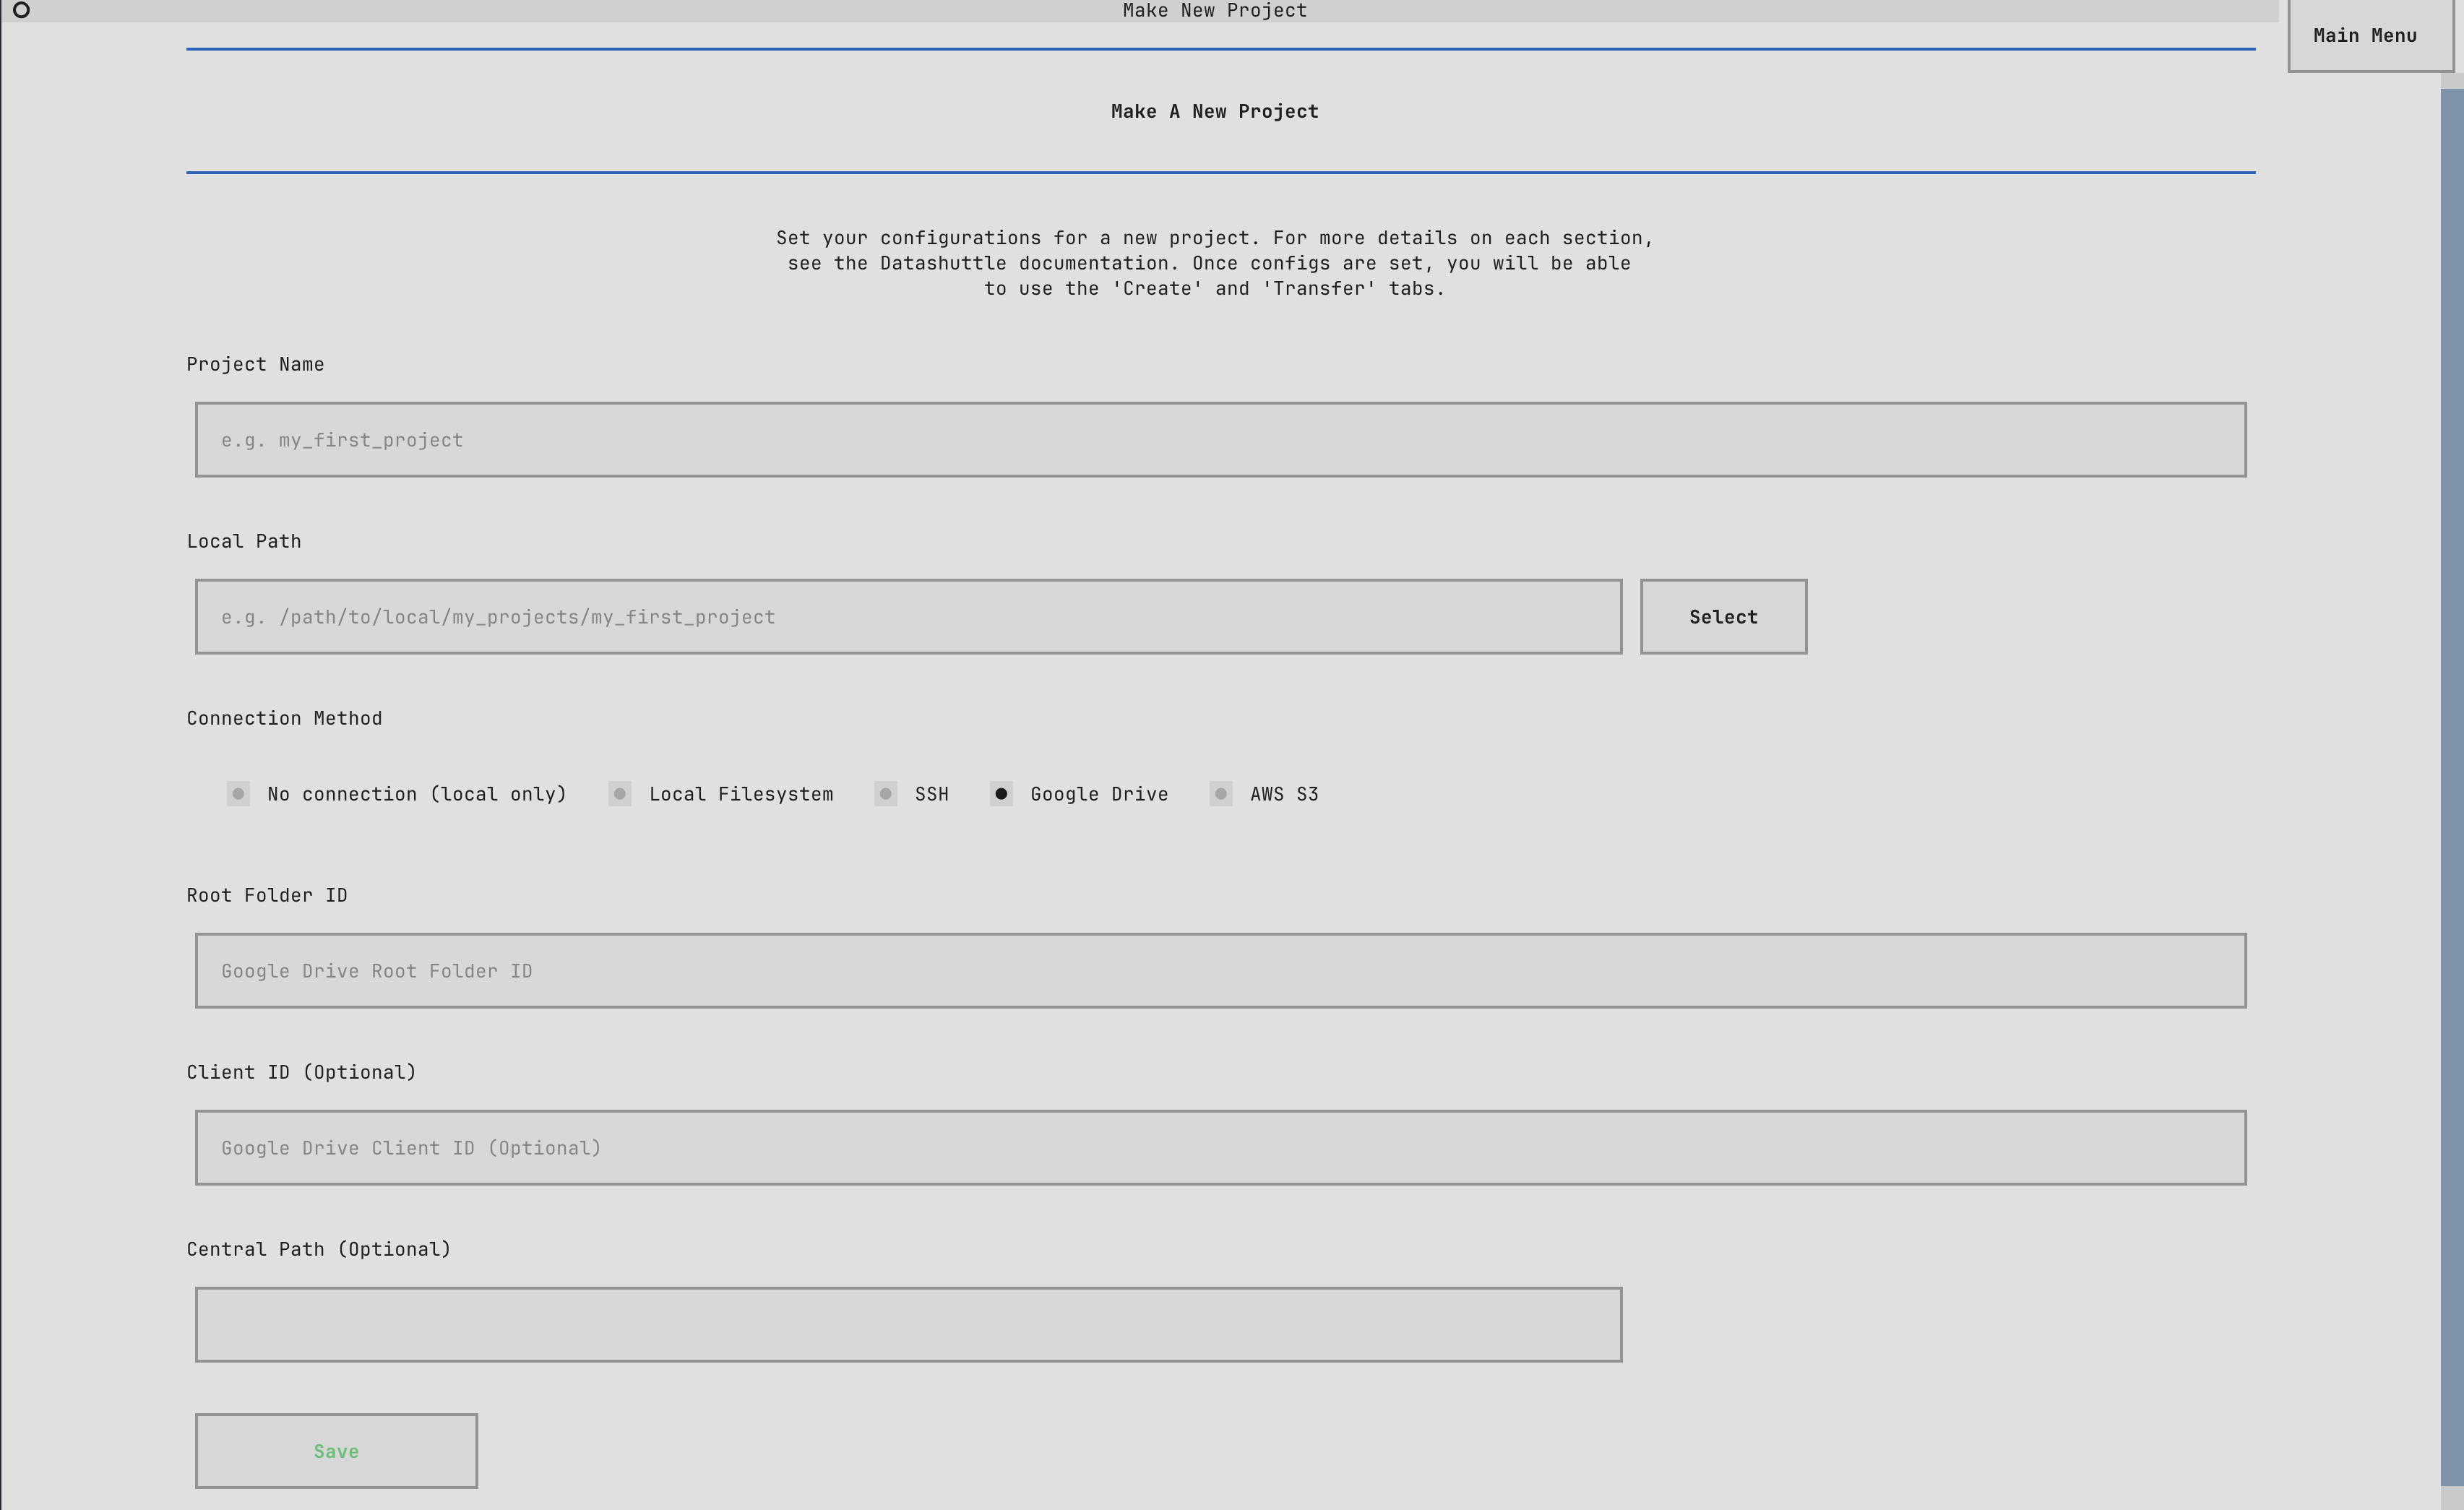 Make New Project
Main Menu
Make A New Project
Set your configurations for a new project. For more details on each section,
see the Datashuttle documentation. Once configs are set, you will be able
to use the 'Create' and 'Transfer' tabs.
Project Name
e.g. my_first_project
Local Path
e.g. /path/to/local/my_projects/my_first_project
Select
Connection Method
No connection (local only) Local Filesystem SSH Google Drive AWS S3
Root Folder ID
Google Drive Root Folder ID
Client ID (Optional)
Google Drive Client ID (Optional)
Central Path (Optional)
Save